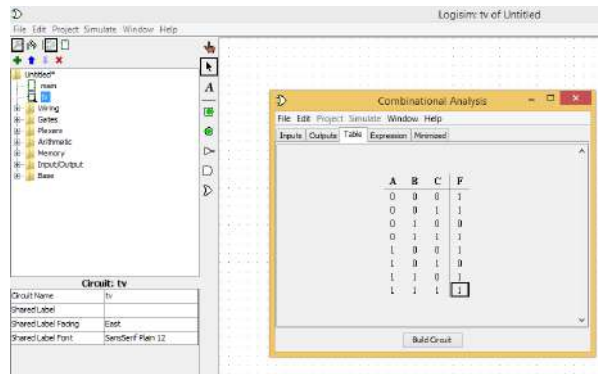 Logisim: tv of Untitled
File Edit Project Simulate Window Help
Untitled*
main
tv
Wiring
Gates
Plexers
Arithmetic
Memory
Input/Output
Base
A
Circuit: tv
Circuit Name tv
Shared Label
Shared Label Facing East
Shared Label Font SansSerif Plain 12
Combinational Analysis
File Edit Project Simulate Window Help
Inputs Outputs Table Expression Minimized
A B C F
0 0 0 1
0 0 1 1
0 1 0 0
0 1 1 1
1 0 0 1
1 0 1 0
1 1 0 1
1 1 1 1
Build Circuit